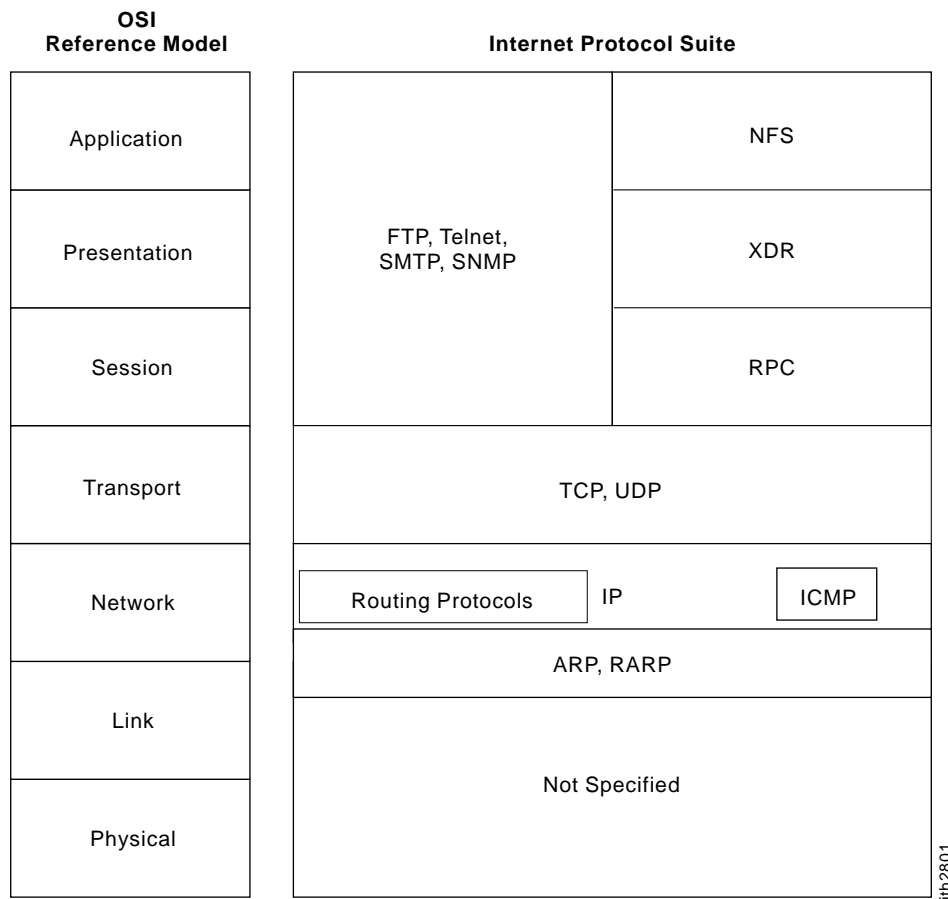 OSI
Reference Model
Internet Protocol Suite
Application
Presentation
Session
Transport
Network
Link
Physical
FTP, Telnet,
SMTP, SNMP
NFS
XDR
RPC
TCP, UDP
Routing Protocols
IP
ICMP
ARP, RARP
Not Specified